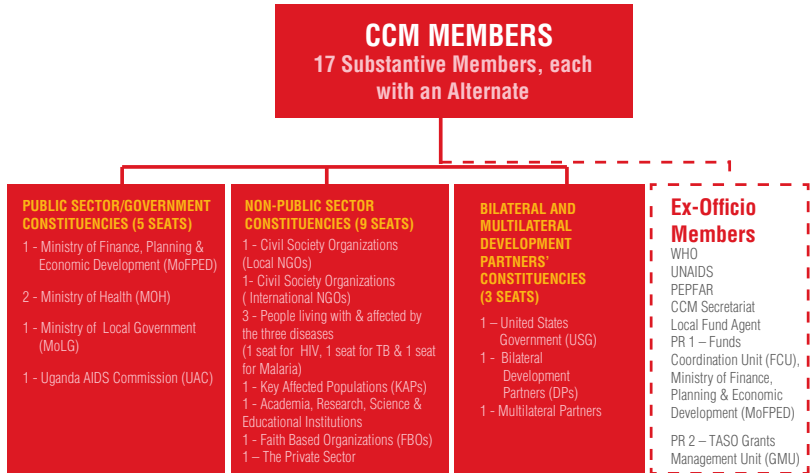 CCM MEMBERS
17 Substantive Members, each
with an Alternate
PUBLIC SECTOR/GOVERNMENT
CONSTITUENCIES (5 SEATS)
1 - Ministry of Finance, Planning &
Economic Development (MoFPED)
2 - Ministry of Health (MOH)
1 - Ministry of Local Government
(MoLG)
1 - Uganda AIDS Commission (UAC)
NON-PUBLIC SECTOR
CONSTITUENCIES (9 SEATS)
1 - Civil Society Organizations
(Local NGOs)
1- Civil Society Organizations
( International NGOs)
3 - People living with & affected by
the three diseases
(1 seat for HIV, 1 seat for TB & 1 seat
for Malaria)
1 - Key Affected Populations (KAPs)
1 - Academia, Research, Science &
Educational Institutions
1 - Faith Based Organizations (FBOs)
1 – The Private Sector
BILATERAL AND
MULTILATERAL
DEVELOPMENT
PARTNERS'
CONSTITUENCIES
(3 SEATS)
1 – United States
Government (USG)
1 - Bilateral
Development
Partners (DPs)
1 - Multilateral Partners
Ex-Officio
Members
WHO
UNAIDS
PEPFAR
CCM Secretariat
Local Fund Agent
PR 1 – Funds
Coordination Unit (FCU),
Ministry of Finance,
Planning & Economic
Development (MoFPED)
PR 2 – TASO Grants
Management Unit (GMU)